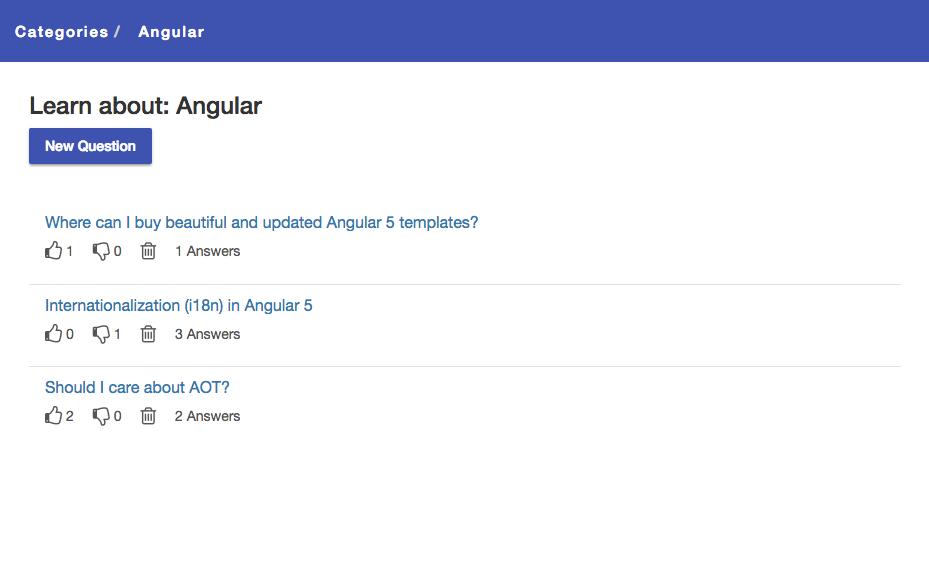 Categories / Angular
Learn about: Angular
New Question
Where can I buy beautiful and updated Angular 5 templates?
1 0 1 Answers
Internationalization (i18n) in Angular 5
0 1 3 Answers
Should I care about AOT?
2 0 2 Answers